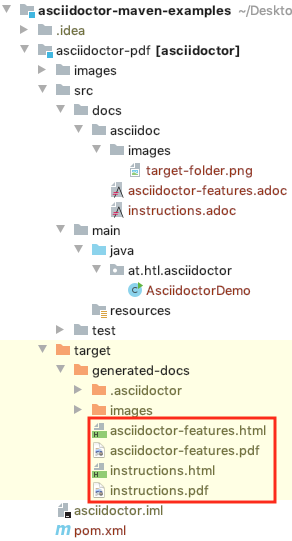 asciidoctor-maven-examples ~/Deskto
.idea
asciidoctor-pdf [asciidoctor]
images
src
docs
asciidoc
images
target-folder.png
asciidoctor-features.adoc
instructions.adoc
main
java
at.htl.asciidoctor
AsciidoctorDemo
resources
test
target
generated-docs
.asciidoctor
images
asciidoctor-features.html
asciidoctor-features.pdf
instructions.html
instructions.pdf
asciidoctor.iml
pom.xml